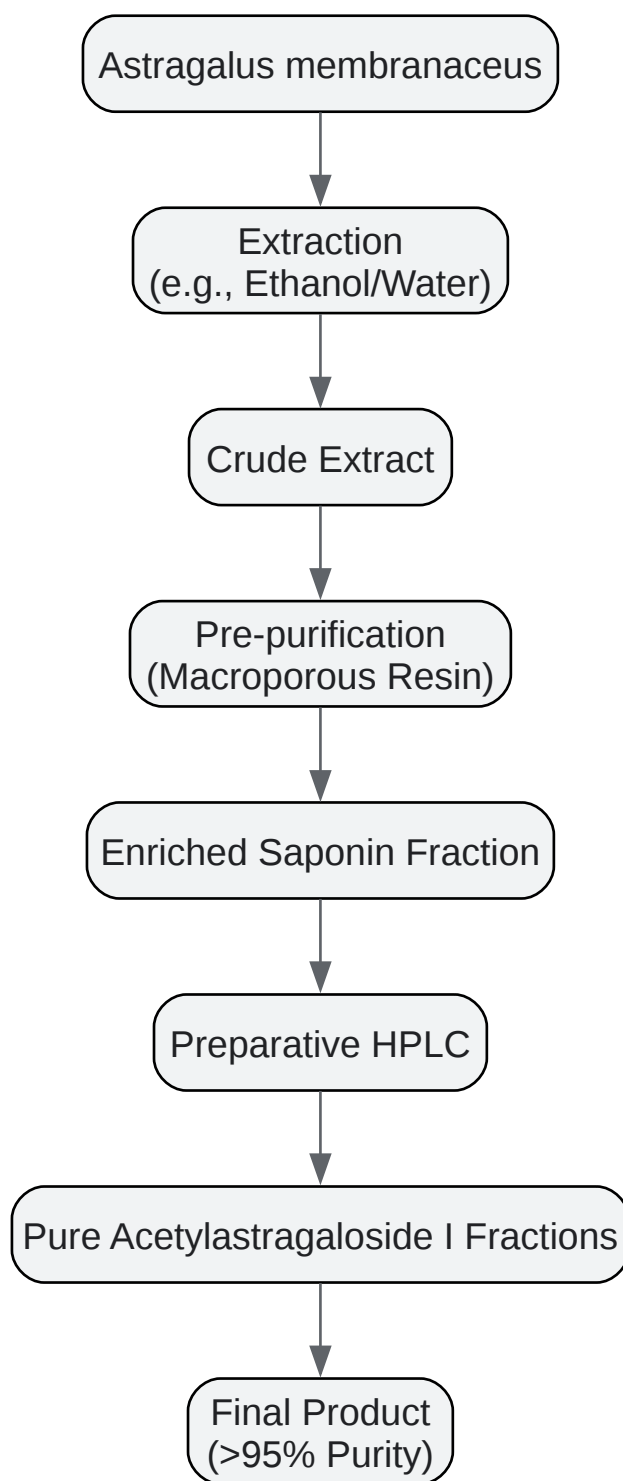 Astragalus membranaceus
Extraction
(e.g., Ethanol/Water)
Crude Extract
Pre-purification
(Macroporous Resin)
Enriched Saponin Fraction
Preparative HPLC
Pure Acetylastragaloside I Fractions
Final Product
(>95% Purity)